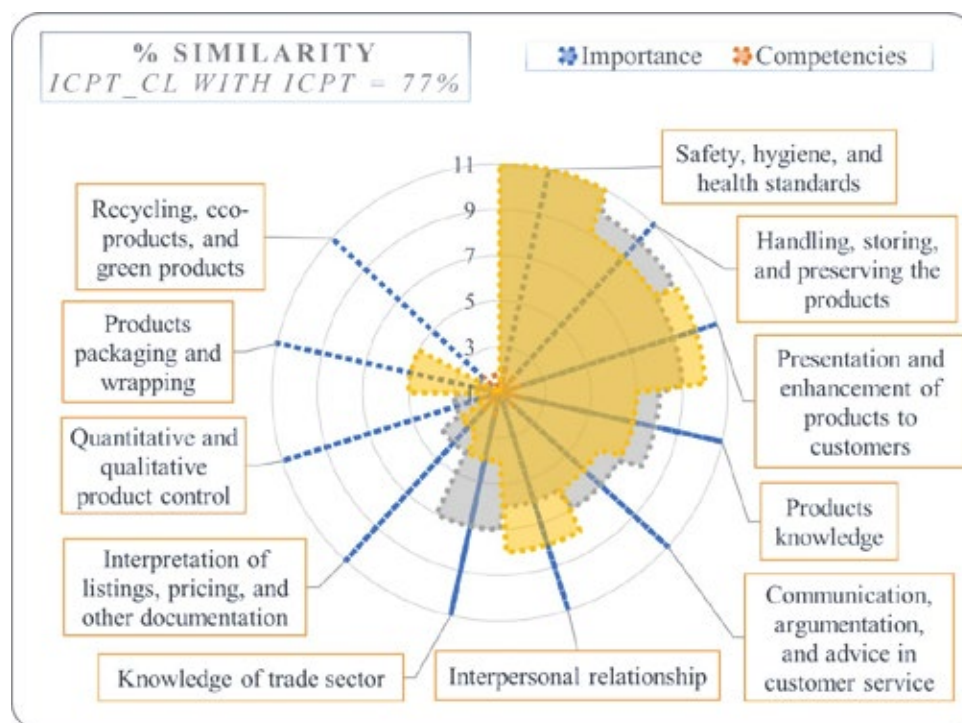 % SIMILARITY
ICPT_CL WITH ICPT = 77%
Importance
Competencies
11
9
7
5
3
1
Safety, hygiene, and
health standards
Handling, storing,
and preserving the
products
Presentation and
enhancement of
products to
customers
Products
knowledge
Communication,
argumentation,
and advice in
customer service
Interpersonal relationship
Knowledge of trade sector
Interpretation of
listings, pricing, and
other documentation
Quantitative and
qualitative
product control
Products
packaging and
wrapping
Recycling, eco-
products, and
green products